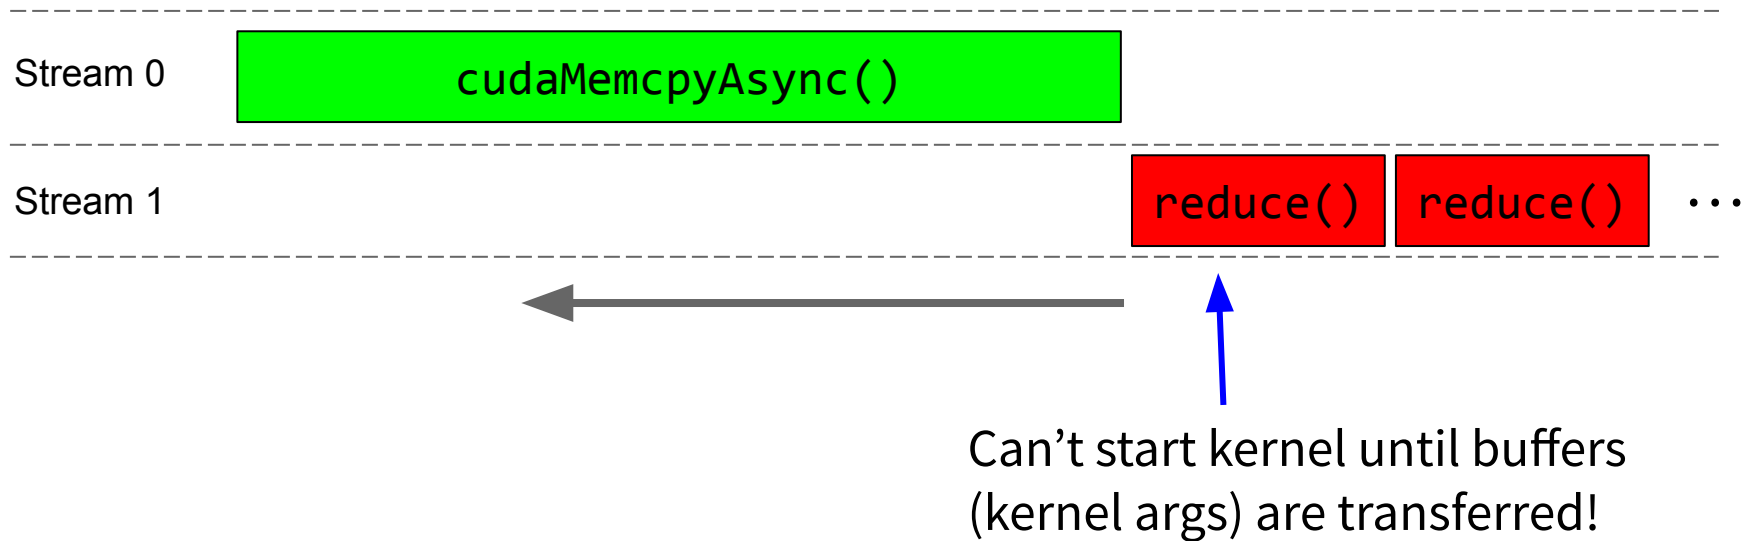 Stream 0
cudaMemcpyAsync()
Stream 1
reduce()
reduce()
...
Can’t start kernel until buffers
(kernel args) are transferred!